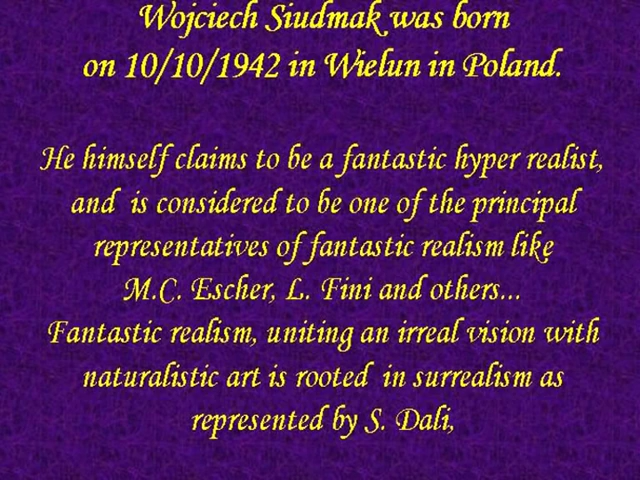 Wojciech Siudmak was born
on 10/10/1942 in Wielun in Poland.
He himself claims to be a fantastic hyper realist,
and is considered to be one of the principal
representatives of fantastic realism like
M.C. Escher, L. Fini and others...
Fantastic realism, uniting an irreal vision with
naturalistic art is rooted in surrealism as
represented by S. Dali,